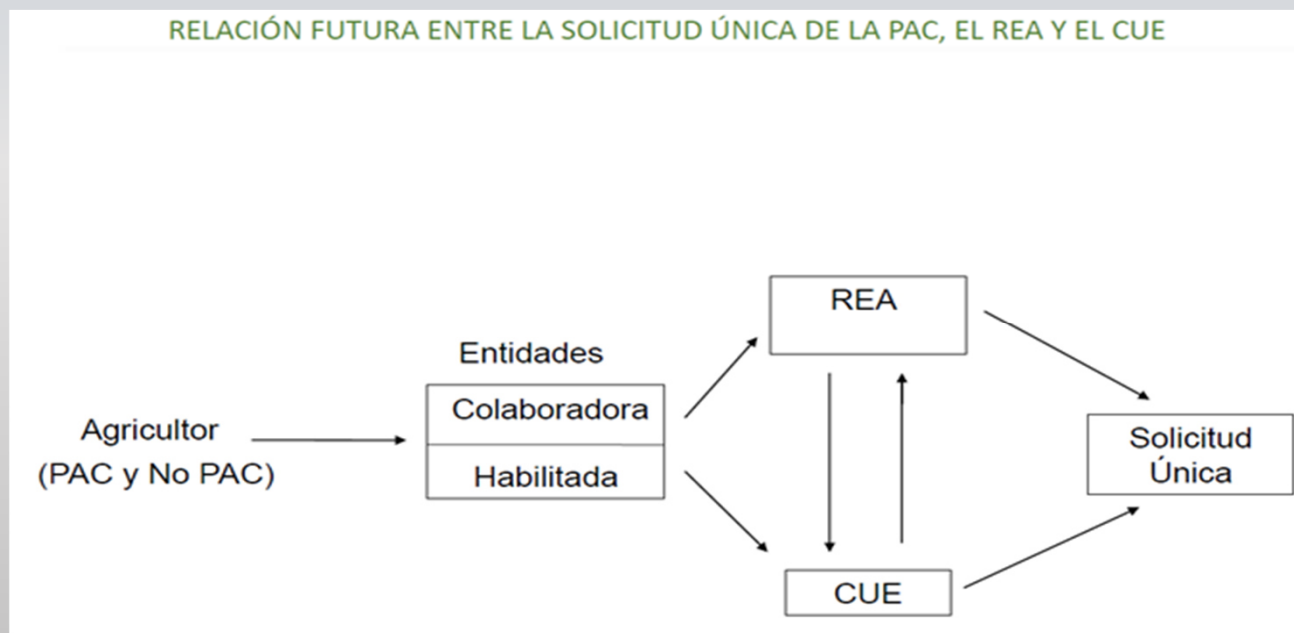 RELACIÓN FUTURA ENTRE LA SOLICITUD ÚNICA DE LA PAC, EL REA Y EL CUE
REA
Entidades
Colaboradora
Habilitada
Agricultor
(PAC y No PAC)
Solicitud
Única
CUE